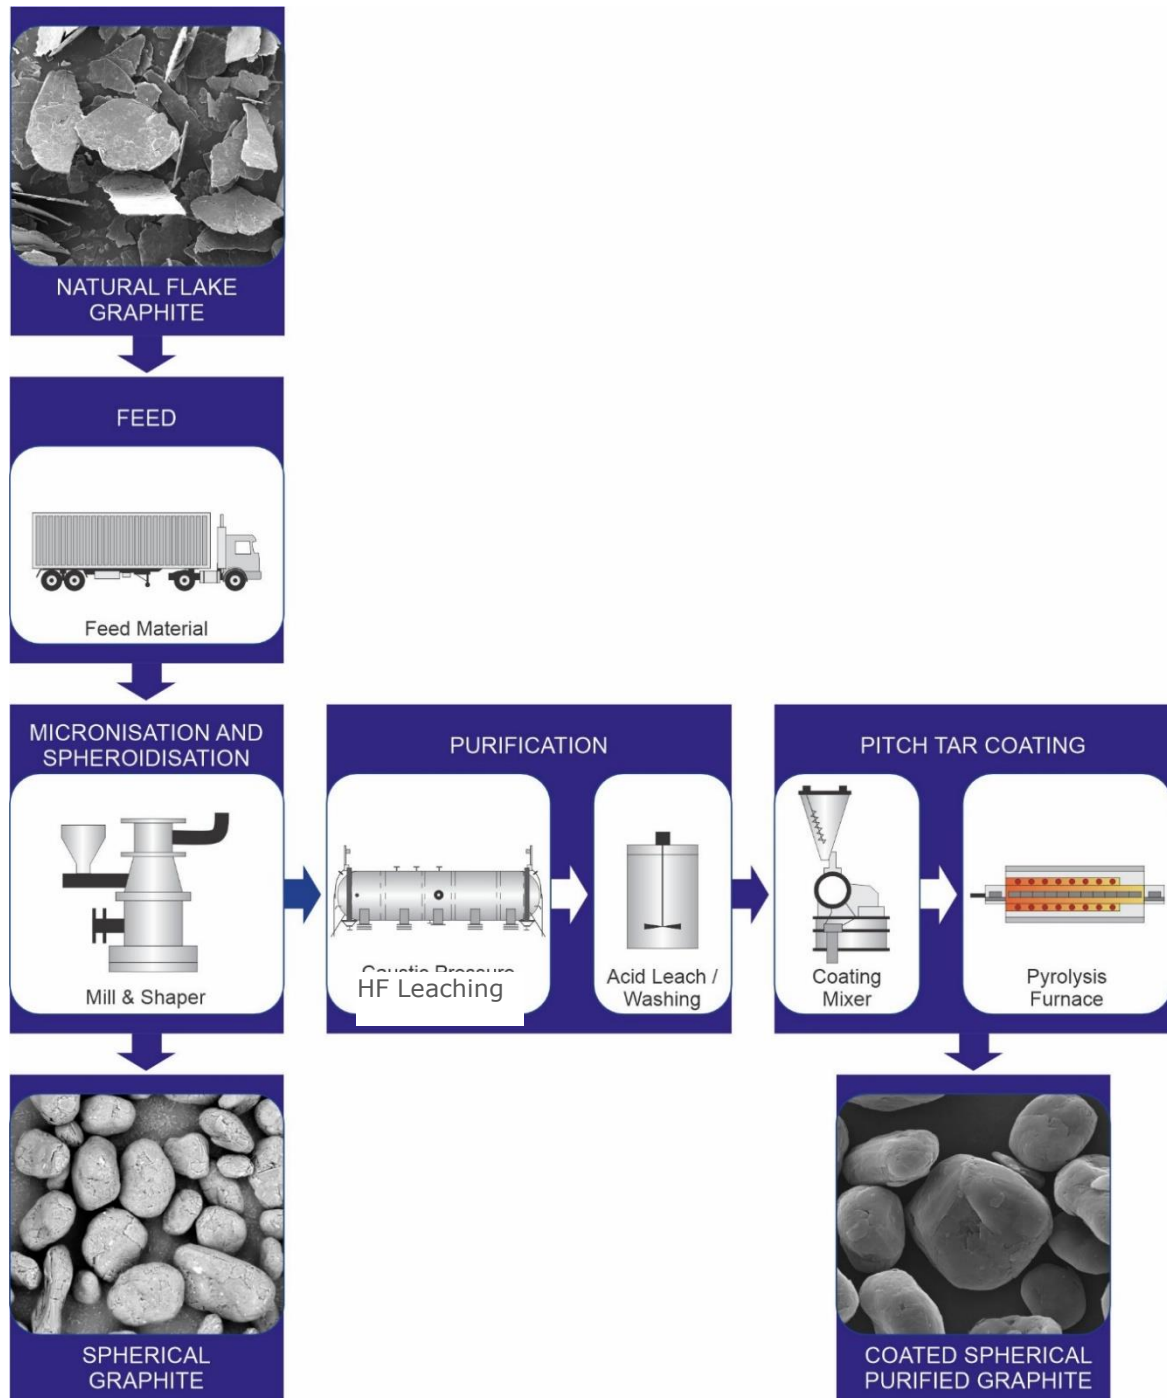 NATURAL FLAKE
GRAPHITE
FEED
Feed Material
MICRONISATION AND
SPHEROIDISATION
Mill & Shaper
PURIFICATION
HF Leaching
Acid Leach /
Washing
PITCH TAR COATING
Coating
Mixer
Pyrolysis
Furnace
SPHERICAL
GRAPHITE
COATED SPHERICAL
PURIFIED GRAPHITE